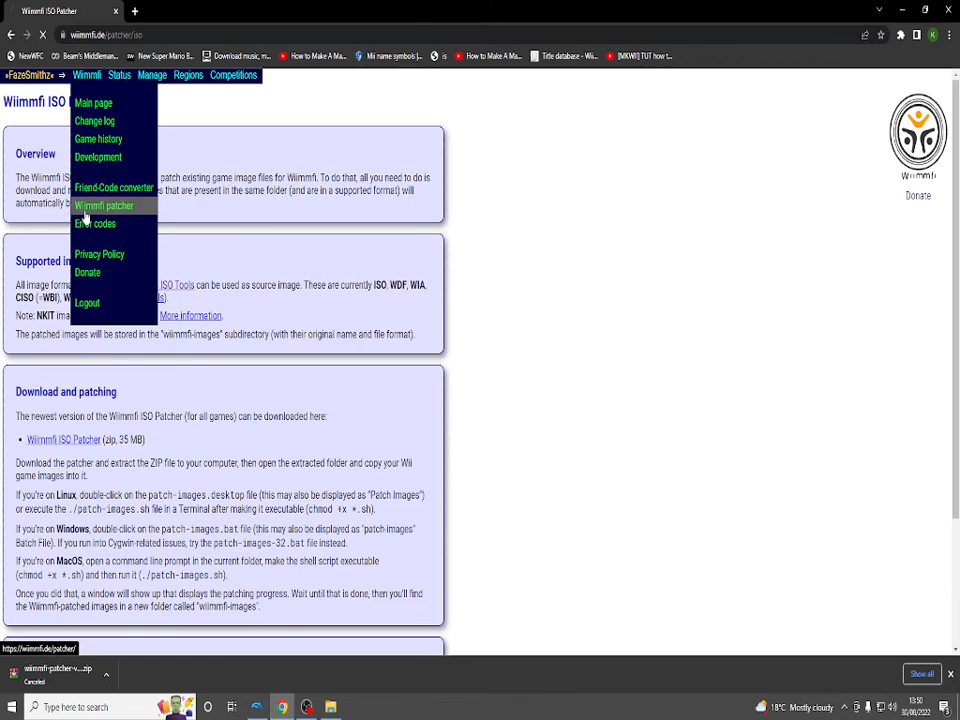 Wiimmfi Patcher
wiimmfi.de/patcher/iso
NewWFC
Beam's Middleman...
New Super Mario B...
Download music, m...
How to Make A Ma...
Mii name symbols|...
is
How to Make A Ma...
Title database - Wii...
[MKWii] TUT how t...
»FazeSmithz« ⇒ Wiimmfi Status Manage Regions Competitions
Wiimmfi ISO
Main page
Change log
Game history
Development
Friend-Code converter
Wiimmfi patcher
Error codes
Privacy Policy
Donate
Logout
Overview
The Wiimmfi IS
patch existing game image files for Wiimmfi. To do that, all you need to do is
download and
es that are present in the same folder (and are in a supported format) will
automatically b
Supported in
All image forma
ISO Tools can be used as source image. These are currently ISO, WDF, WIA,
CISO (=WBI), W
ls).
Note: NKIT ima
More information.
The patched images will be stored in the "wiimmfi-images" subdirectory (with their original name and file format).
Wiimmfi
Donate
Download and patching
The newest version of the Wiimmfi ISO Patcher (for all games) can be downloaded here:
• Wiimmfi ISO Patcher (zip, 35 MB)
Download the patcher and extract the ZIP file to your computer, then open the extracted folder and copy your Wii
game images into it.
If you're on Linux, double-click on the patch-images.desktop file (this may also be displayed as "Patch Images")
or execute the ./patch-images.sh file in a Terminal after making it executable (chmod +x *.sh).
If you're on Windows, double-click on the patch-images.bat file (this may also be displayed as "patch-images"
Batch File). If you run into Cygwin-related issues, try the patch-images-32.bat file instead.
If you're on MacOS, open a command line prompt in the current folder, make the shell script executable
(chmod +x *.sh) and then run it (./patch-images.sh).
Once you did that, a window will show up that displays the patching progress. Wait until that is done, then you'll find
the Wiimmfi-patched images in a new folder called "wiimmfi-images".
https://wiimmfi.de/patcher/
wiimmfi-patcher-v....zip
Canceled
Show all
Type here to search
18°C Mostly cloudy
13:50
30/08/2022